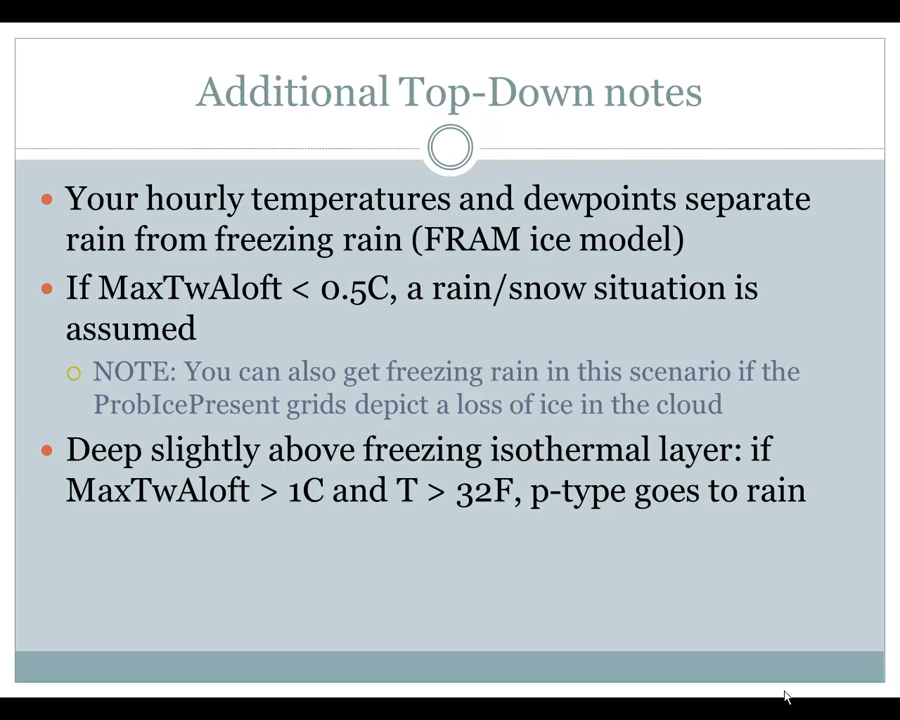 Additional Top-Down notes
Your hourly temperatures and dewpoints separate
rain from freezing rain (FRAM ice model)
If MaxTwAloft < 0.5C, a rain/snow situation is
assumed
NOTE: You can also get freezing rain in this scenario if the
ProbIcePresent grids depict a loss of ice in the cloud
Deep slightly above freezing isothermal layer: if
MaxTwAloft > 1C and T > 32F, p-type goes to rain